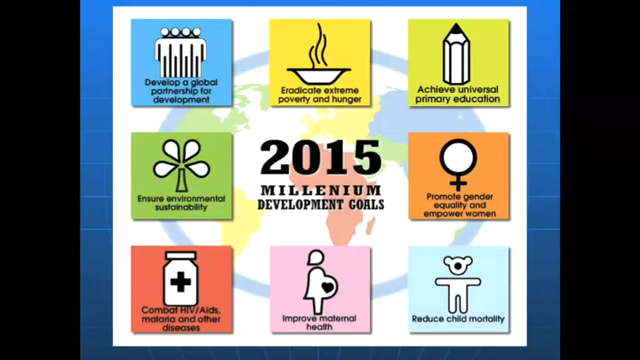 Develop a global
partnership for
development
Eradicate extreme
poverty and hunger
Achieve universal
primary education
Ensure environmental
sustainability
2015
MILLENIUM
DEVELOPMENT GOALS
Promote gender
equality and
empower women
Combat HIV/Aids,
malaria and other
diseases
Improve maternal
health
Reduce child mortality